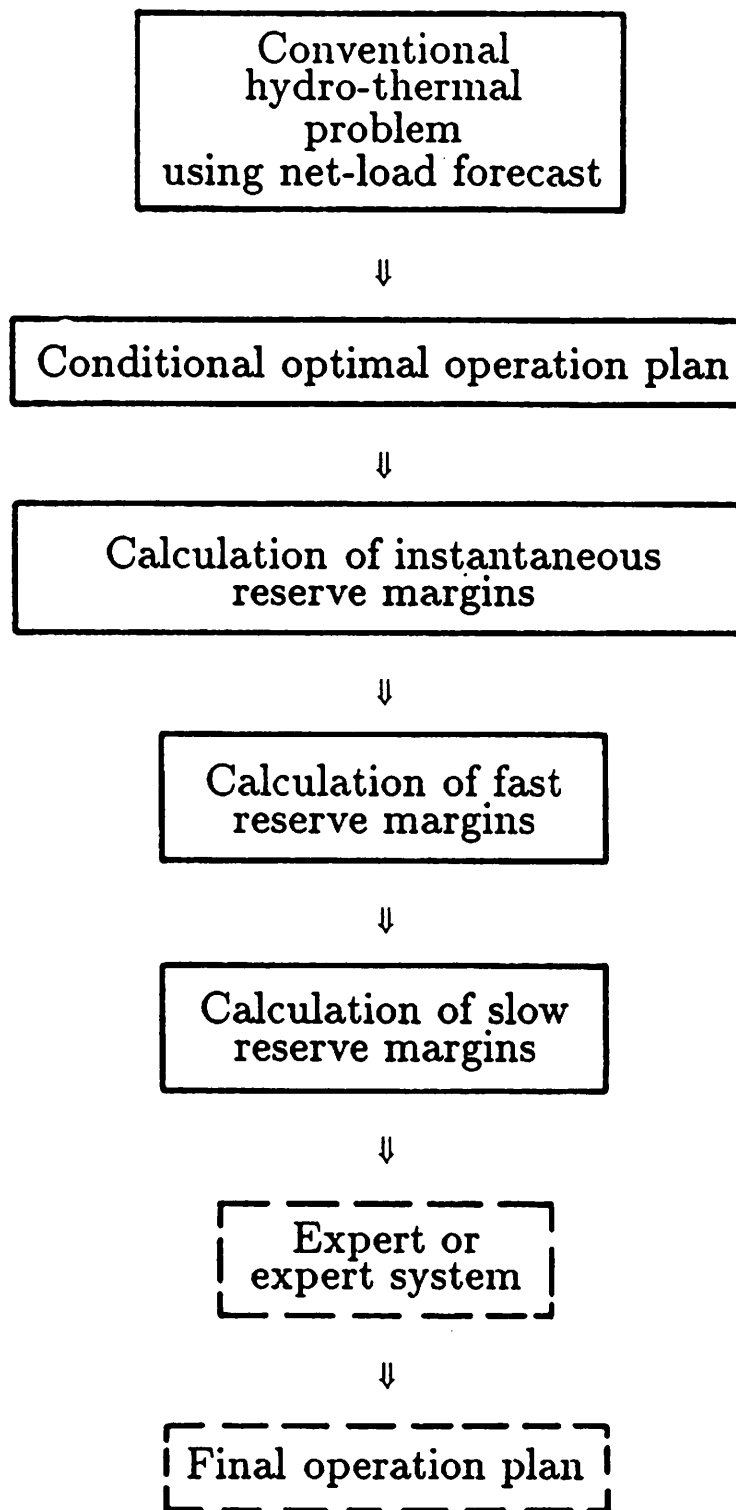 Conventional
hydro-thermal
problem
using net-load forecast
⇓
Conditional optimal operation plan
⇓
Calculation of instantaneous
reserve margins
⇓
Calculation of fast
reserve margins
⇓
Calculation of slow
reserve margins
⇓
Expert or
expert system
⇓
Final operation plan